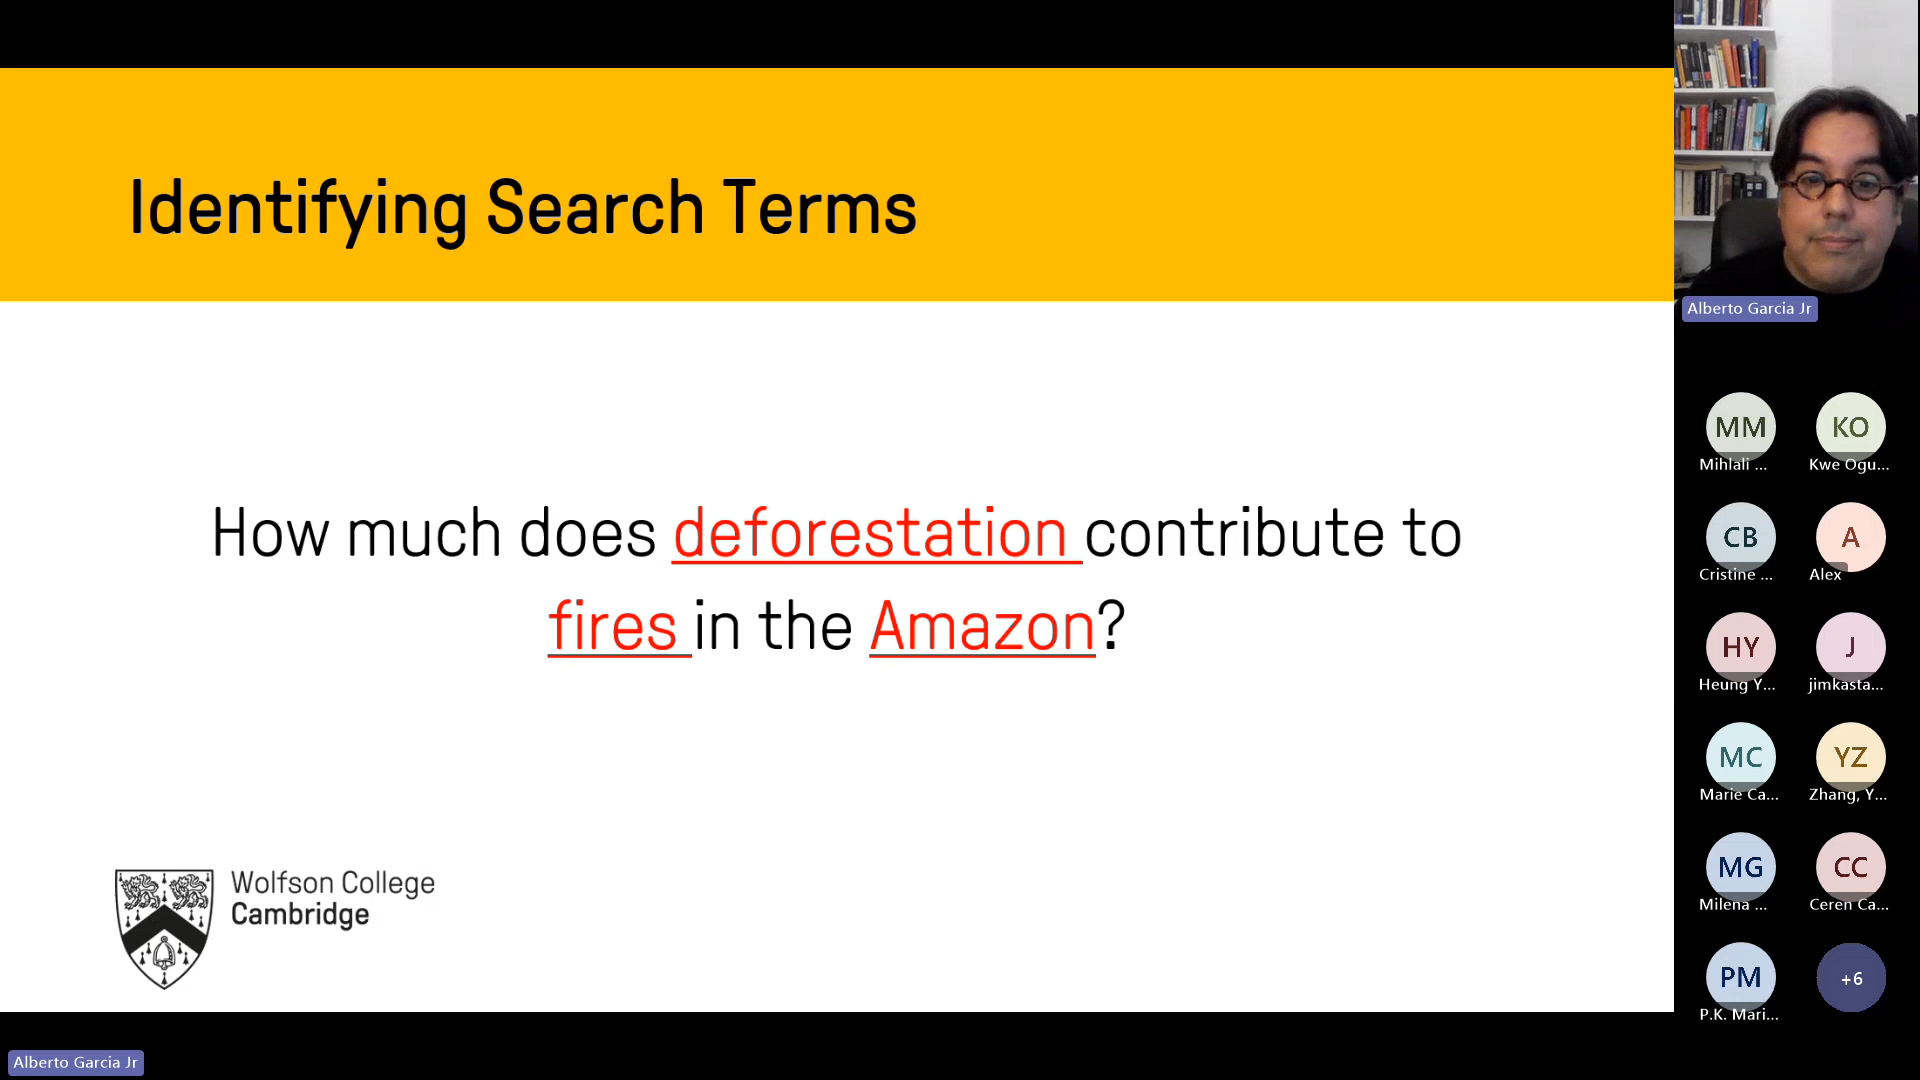 Identifying Search Terms
How much does deforestation contribute to
fires in the Amazon?
Wolfson College
Cambridge
Alberto Garcia Jr
MM
KO
Mihlali ...
Kwe Ogu...
CB
A
Cristine ...
Alex
HY
J
Heung Y...
jimkasta...
MC
YZ
Marie Ca...
Zhang, Y...
MG
CC
Milena ...
Ceren Ca...
PM
+6
P.K. Mari...
Alberto Garcia Jr